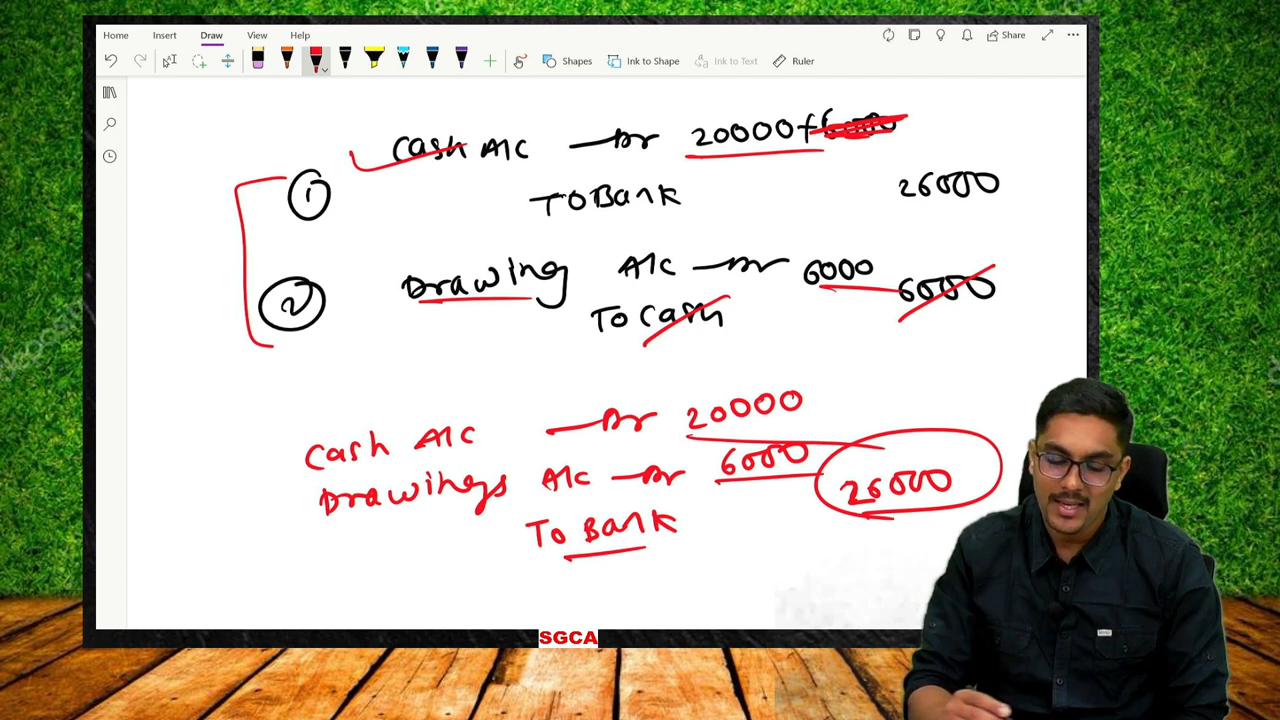 Home Insert Draw View Help Share
Shapes Ink to Shape Ink to Text Ruler
Cash A/c Dr 20000+6000
① To Bank 26000
② Drawing A/c Dr 6000 6000
To Cash
Cash A/c Dr 20000
Drawings A/c Dr 6000 26000
To Bank
SGCA